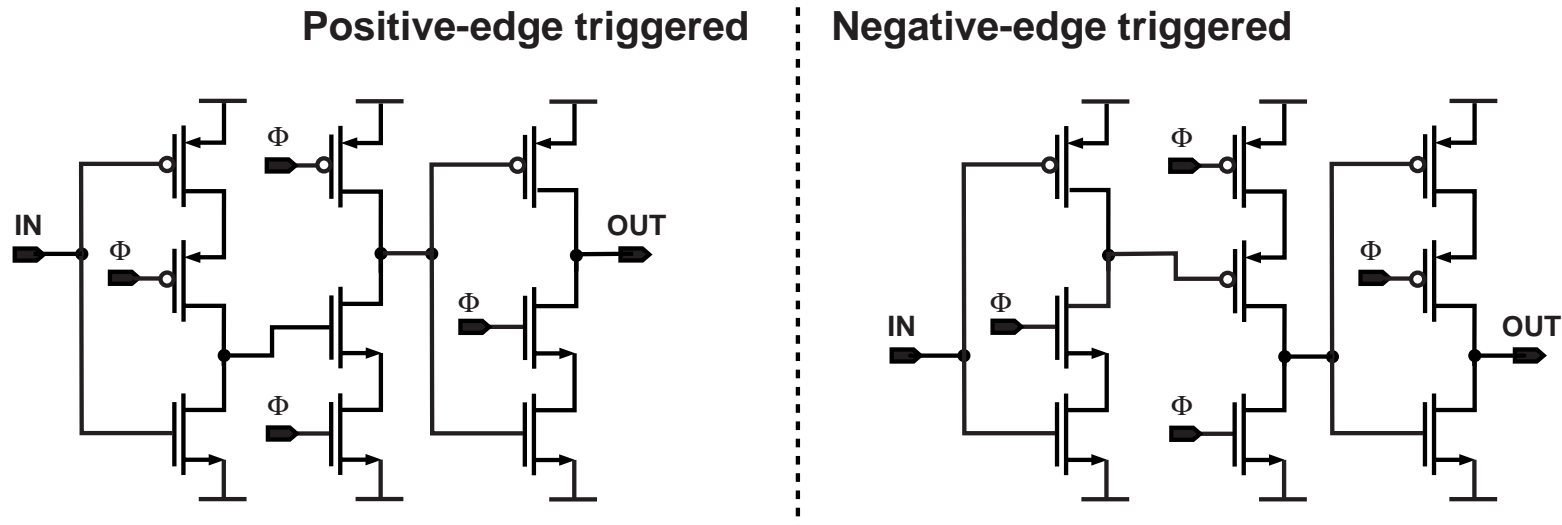 Positive-edge triggered
Negative-edge triggered
Φ
Φ
IN
Φ
OUT
Φ
Φ
Φ
Φ
IN
Φ
OUT
Φ